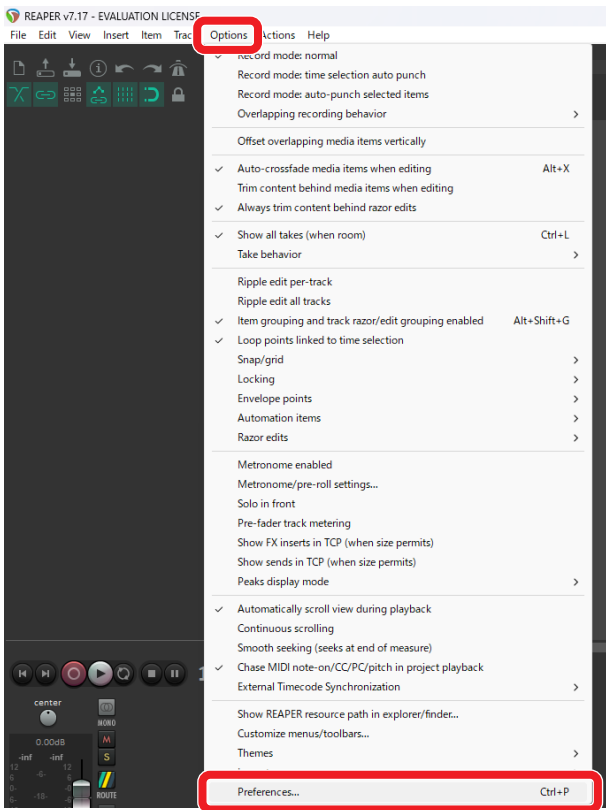 REAPER v7.17 - EVALUATION LICENSE
File Edit View Insert Item Options Actions Help
Record mode: normal
Record mode: time selection auto punch
Record mode: auto-punch selected items
Overlapping recording behavior
Offset overlapping media items vertically
Auto-crossfade media items when editing Alt+X
Trim content behind media items when editing
Always trim content behind razor edits
Show all takes (when room) Ctrl+L
Take behavior
Ripple edit per-track
Ripple edit all tracks
Item grouping and track razor/edit grouping enabled Alt+Shift+G
Loop points linked to time selection
Snap/grid
Locking
Envelope points
Automation items
Razor edits
Metronome enabled
Metronome/pre-roll settings...
Solo in front
Pre-fader track metering
Show FX inserts in TCP (when size permits)
Show sends in TCP (when size permits)
Peaks display mode
Automatically scroll view during playback
Continuous scrolling
Smooth seeking (seeks at end of measure)
Chase MIDI note-on/CC/PC/pitch in project playback
External Timecode Synchronization
Show REAPER resource path in explorer/finder...
Customize menus/toolbars...
Themes
Preferences... Ctrl+P
center
MONO
0.00dB
M
-inf -inf
S
12 12
6- -6- 6
0- 0
-18-
ROUTE